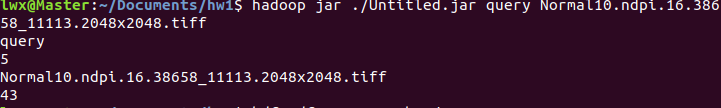 lwx@Master:~/Documents/hw1$ hadoop jar ./Untitled.jar query Normal10.ndpi.16.386
58_11113.2048x2048.tiff
query
5
Normal10.ndpi.16.38658_11113.2048x2048.tiff
43